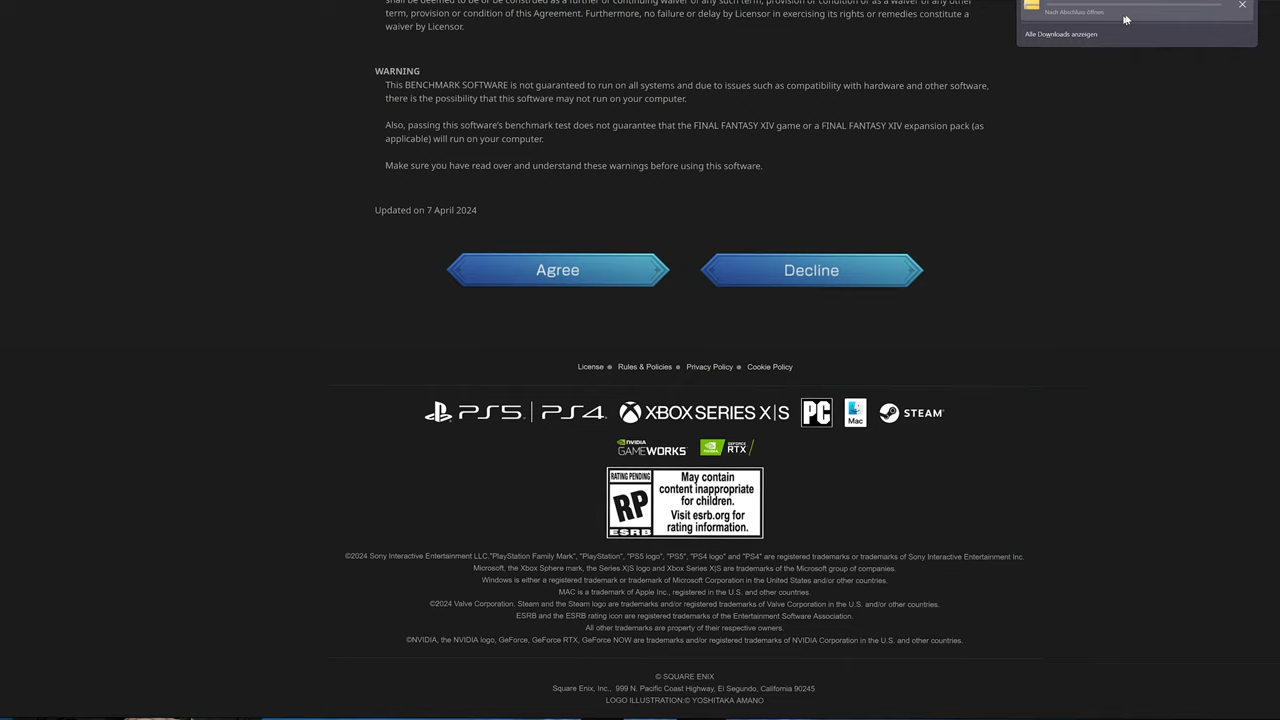 shall be deemed to be or be construed as a further or continuing waiver of any such term, provision or condition or as a waiver of any other
term, provision or condition of this Agreement. Furthermore, no failure or delay by Licensor in exercising its rights or remedies constitute a
waiver by Licensor.
Nach Abschluss öffnen
Alle Downloads anzeigen
WARNING
This BENCHMARK SOFTWARE is not guaranteed to run on all systems and due to issues such as compatibility with hardware and other software,
there is the possibility that this software may not run on your computer.
Also, passing this software's benchmark test does not guarantee that the FINAL FANTASY XIV game or a FINAL FANTASY XIV expansion pack (as
applicable) will run on your computer.
Make sure you have read over and understand these warnings before using this software.
Updated on 7 April 2024
Agree Decline
License Rules & Policies Privacy Policy Cookie Policy
PS5 PS4 XBOX SERIES X|S PC Mac STEAM
NVIDIA GAMEWORKS NVIDIA GEFORCE RTX
RATING PENDING
RP
ESRB
May contain
content inappropriate
for children.
Visit esrb.org for
rating information.
©2024 Sony Interactive Entertainment LLC."PlayStation Family Mark", "PlayStation", "PS5 logo", "PS5", "PS4 logo" and "PS4" are registered trademarks or trademarks of Sony Interactive Entertainment Inc.
Microsoft, the Xbox Sphere mark, the Series X|S logo and Xbox Series X|S are trademarks of the Microsoft group of companies.
Windows is either a registered trademark or trademark of Microsoft Corporation in the United States and/or other countries.
MAC is a trademark of Apple Inc., registered in the U.S. and other countries.
©2024 Valve Corporation. Steam and the Steam logo are trademarks and/or registered trademarks of Valve Corporation in the U.S. and/or other countries.
ESRB and the ESRB rating icon are registered trademarks of the Entertainment Software Association.
All other trademarks are property of their respective owners.
©NVIDIA, the NVIDIA logo, GeForce, GeForce RTX, GeForce NOW are trademarks and/or registered trademarks of NVIDIA Corporation in the U.S. and other countries.
© SQUARE ENIX
Square Enix, Inc., 999 N. Pacific Coast Highway, El Segundo, California 90245
LOGO ILLUSTRATION:© YOSHITAKA AMANO